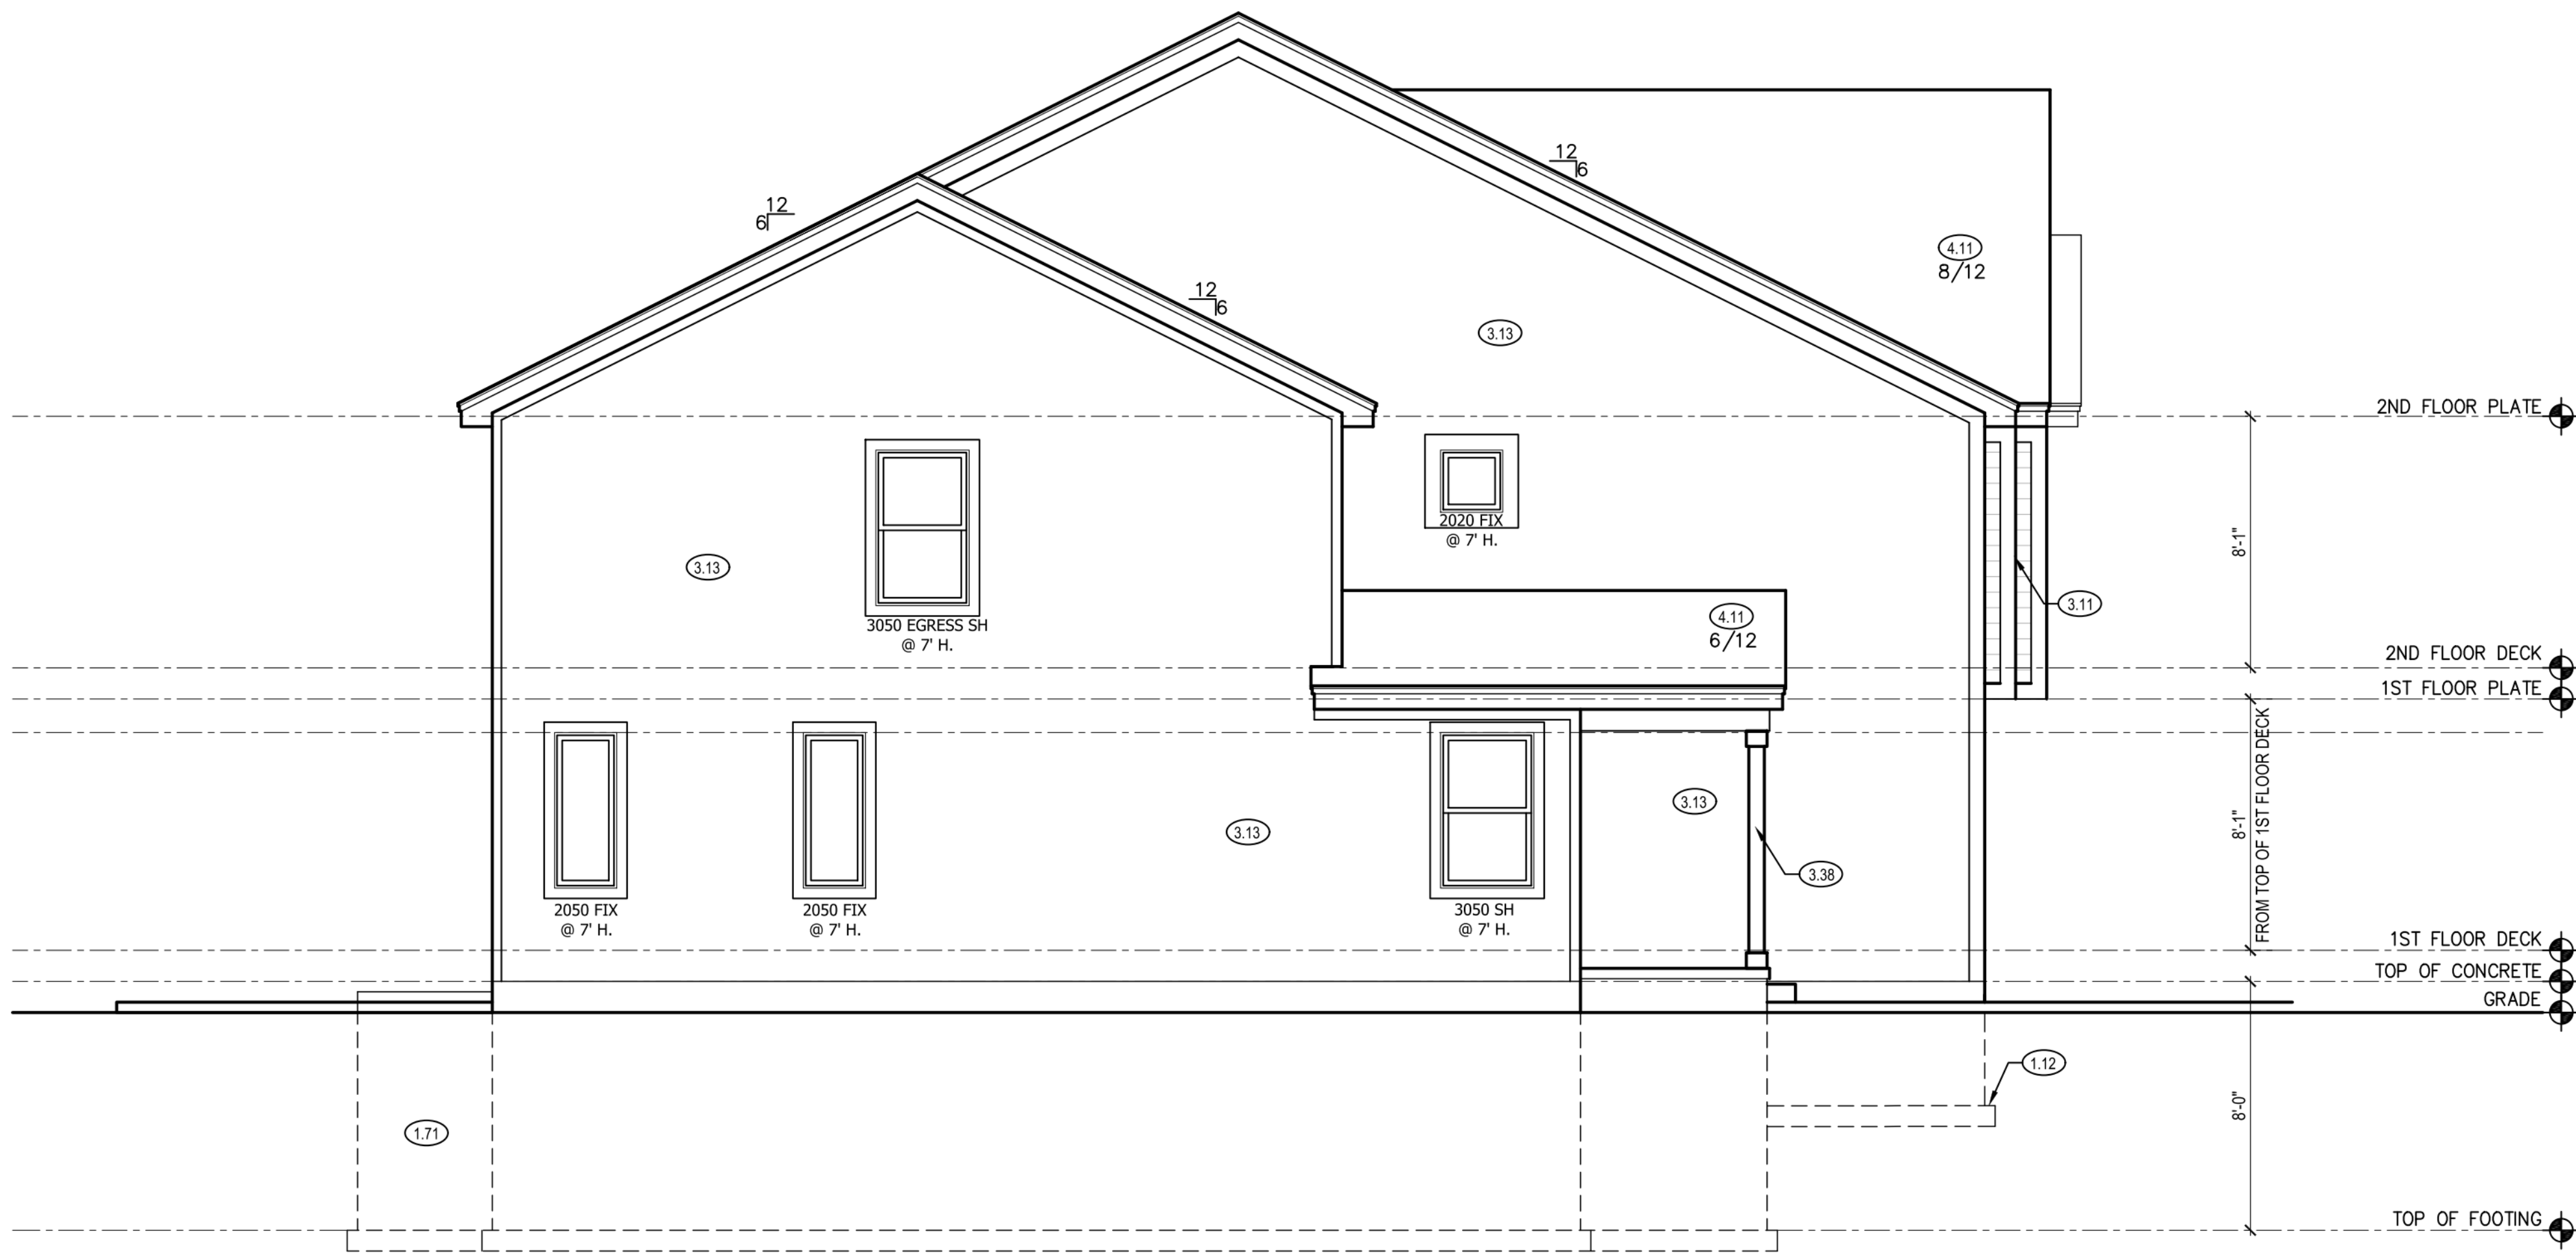 12
6
12
6
4.11
8/12
12
6
3.13
2ND FLOOR PLATE
2020 FIX
@ 7' H.
8'-1"
3.13
3.11
3050 EGRESS SH
@ 7' H.
4.11
6/12
2ND FLOOR DECK
1ST FLOOR PLATE
3.13
3.13
8'-1"
FROM TOP OF 1ST FLOOR DECK
3.38
2050 FIX
@ 7' H.
2050 FIX
@ 7' H.
3050 SH
@ 7' H.
1ST FLOOR DECK
TOP OF CONCRETE
GRADE
1.12
8'-0"
1.71
TOP OF FOOTING